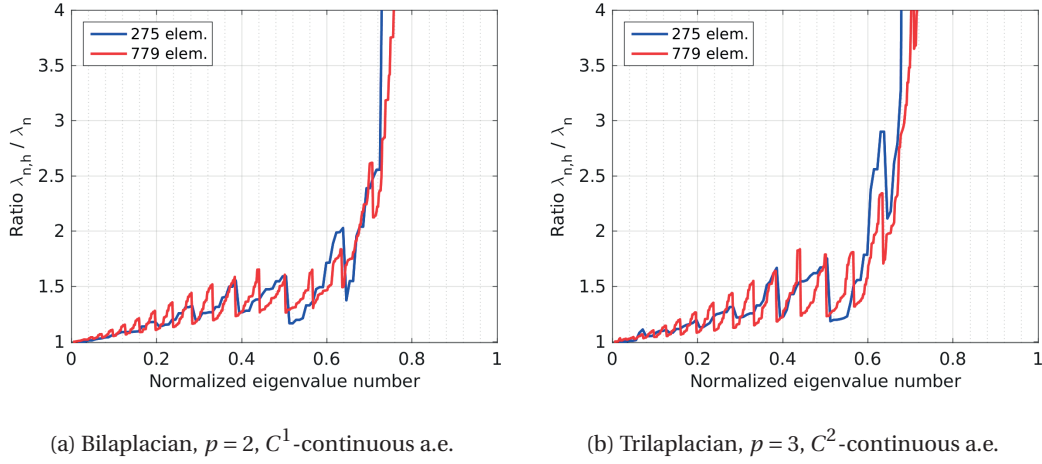 4
3.5
3
2.5
2
1.5
1
0
0.2
0.4
0.6
0.8
1
Ratio λn,h / λn
Normalized eigenvalue number
275 elem.
779 elem.
(a) Bilaplacian, p = 2, C¹-continuous a.e.
4
3.5
3
2.5
2
1.5
1
0
0.2
0.4
0.6
0.8
1
Ratio λn,h / λn
Normalized eigenvalue number
275 elem.
779 elem.
(b) Trilaplacian, p = 3, C²-continuous a.e.